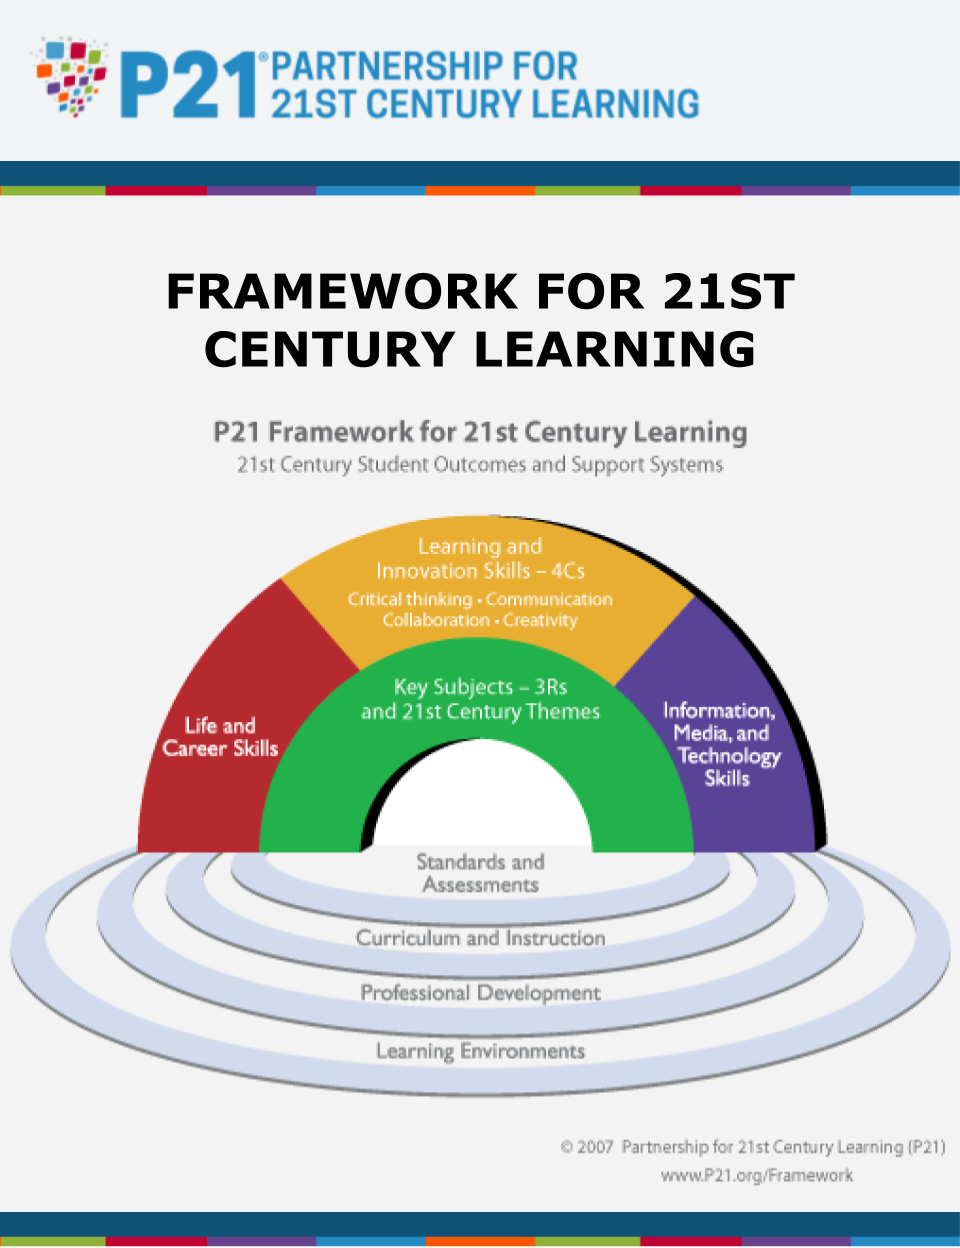 P21® PARTNERSHIP FOR
21ST CENTURY LEARNING
FRAMEWORK FOR 21ST
CENTURY LEARNING
P21 Framework for 21st Century Learning
21st Century Student Outcomes and Support Systems
Learning and
Innovation Skills – 4Cs
Critical thinking • Communication
Collaboration • Creativity
Key Subjects – 3Rs
and 21st Century Themes
Life and
Career Skills
Information,
Media, and
Technology
Skills
Standards and
Assessments
Curriculum and Instruction
Professional Development
Learning Environments
© 2007 Partnership for 21st Century Learning (P21)
www.P21.org/Framework